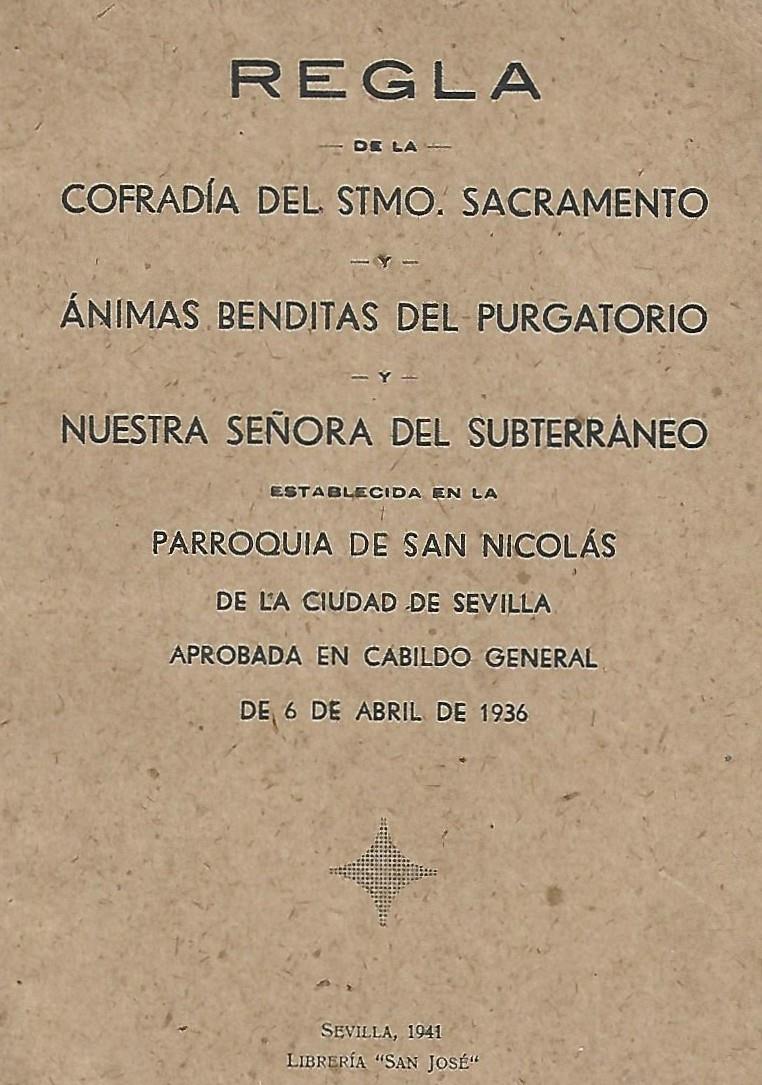 REGLA
— DE LA —
COFRADÍA DEL STMO. SACRAMENTO
— Y —
ÁNIMAS BENDITAS DEL PURGATORIO
— Y —
NUESTRA SEÑORA DEL SUBTERRÁNEO
ESTABLECIDA EN LA
PARROQUIA DE SAN NICOLÁS
DE LA CIUDAD DE SEVILLA
APROBADA EN CABILDO GENERAL
DE 6 DE ABRIL DE 1936
SEVILLA, 1941
LIBRERÍA "SAN JOSÉ"